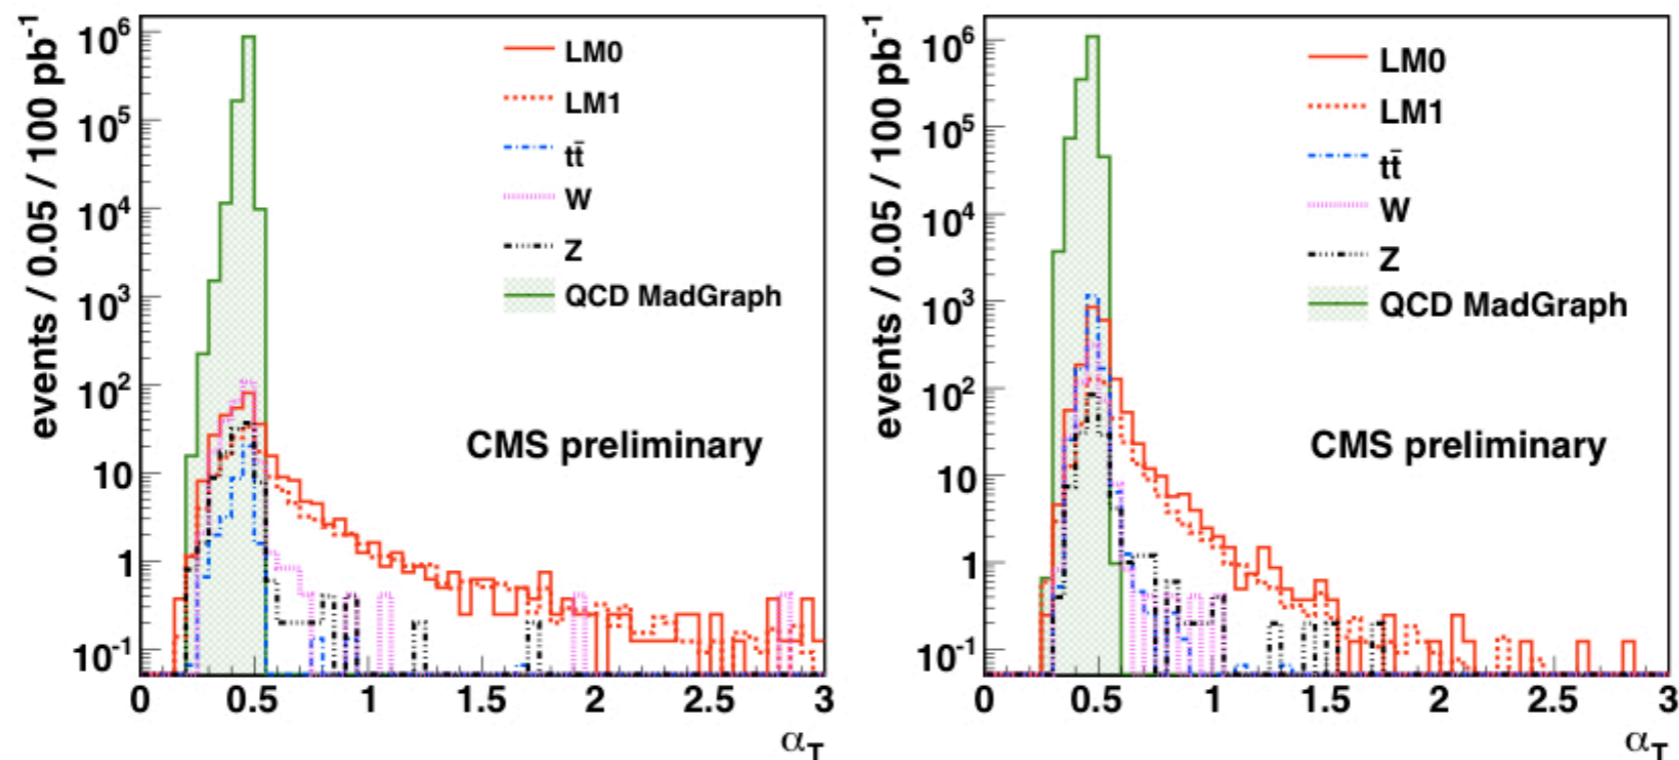 events / 0.05 / 100 pb⁻¹
10⁶
10⁵
10⁴
10³
10²
10
1
10⁻¹
LM0
LM1
tt̄
W
Z
QCD MadGraph
CMS preliminary
0 0.5 1 1.5 2 2.5 3
α_T
events / 0.05 / 100 pb⁻¹
10⁶
10⁵
10⁴
10³
10²
10
1
10⁻¹
LM0
LM1
tt̄
W
Z
QCD MadGraph
CMS preliminary
0 0.5 1 1.5 2 2.5 3
α_T